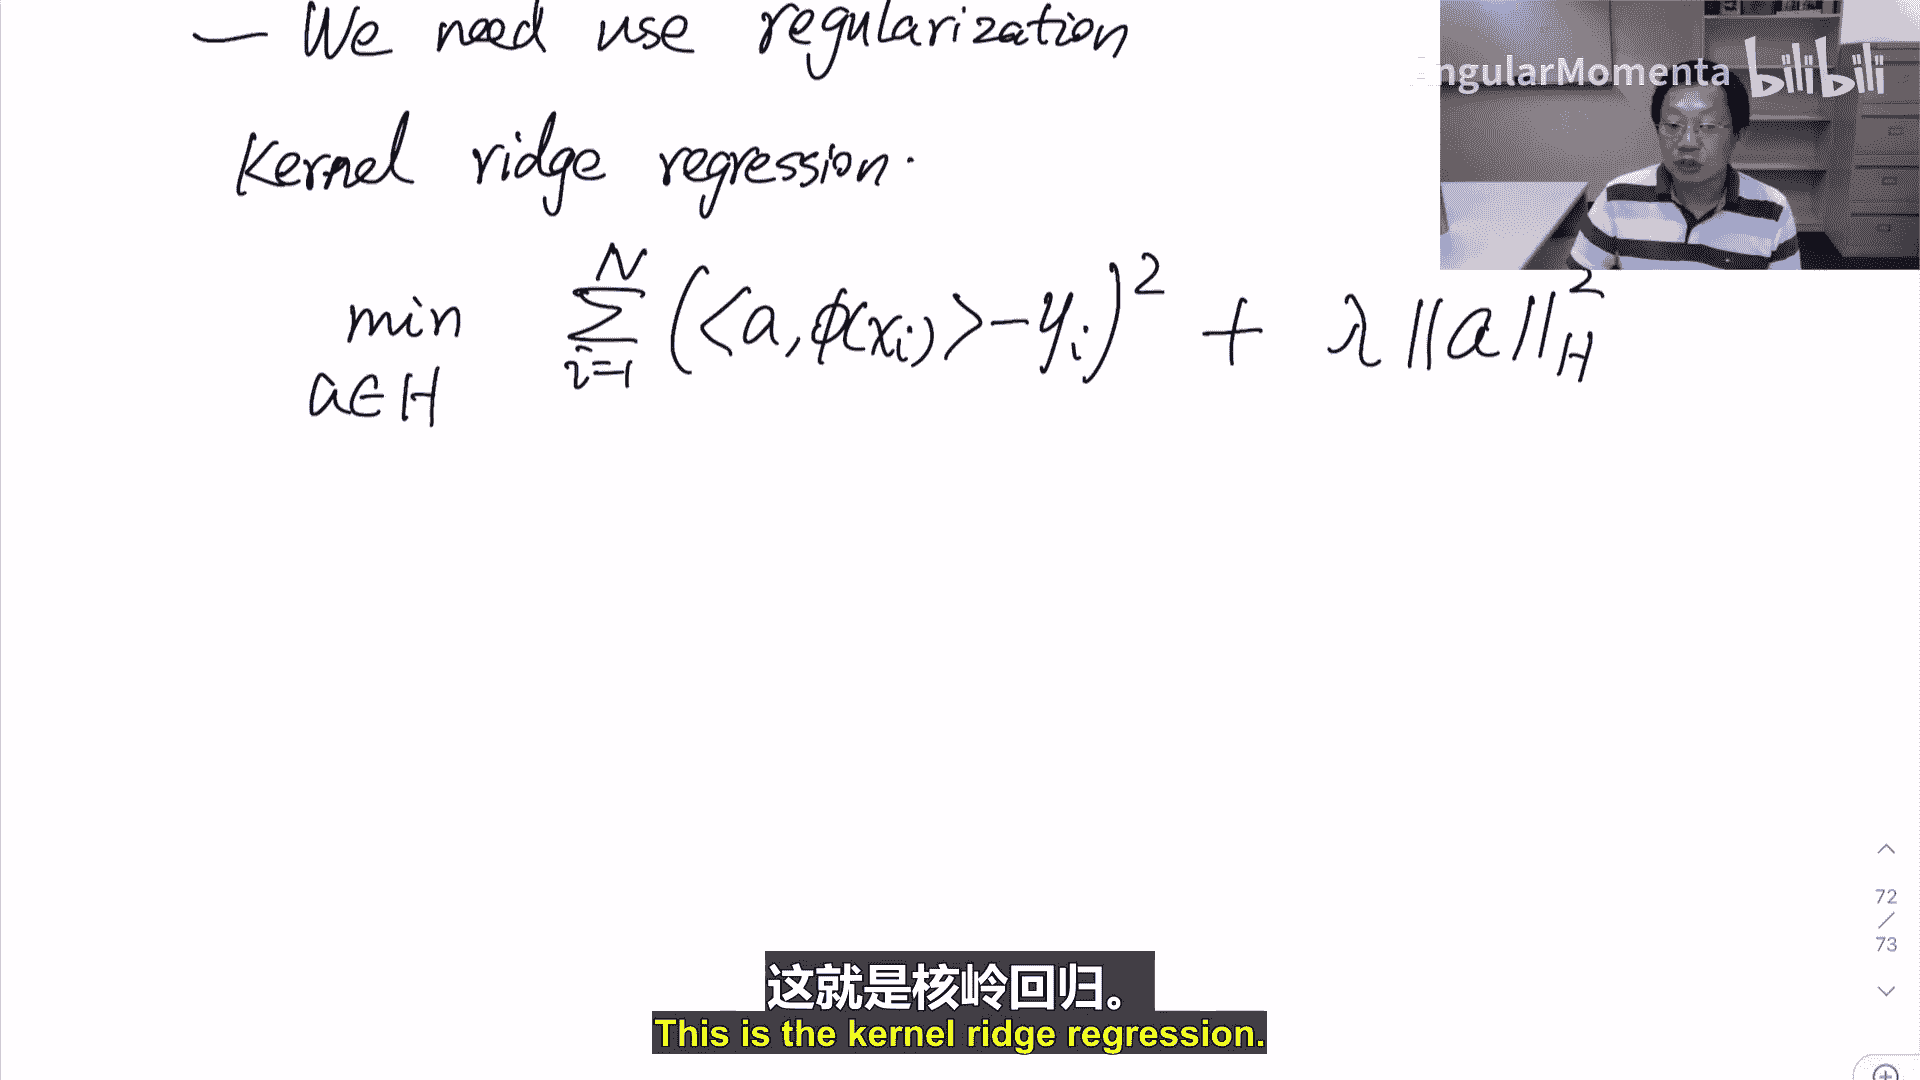 — We need use regularization
Kernel ridge regression.
min a∈H ∑_{i=1}^{N} (<a, ϕ(x_i)> − y_i)^2 + λ ||a||_H^2
ngularMomenta bilibili
72
/
73
这就是核岭回归。
This is the kernel ridge regression.